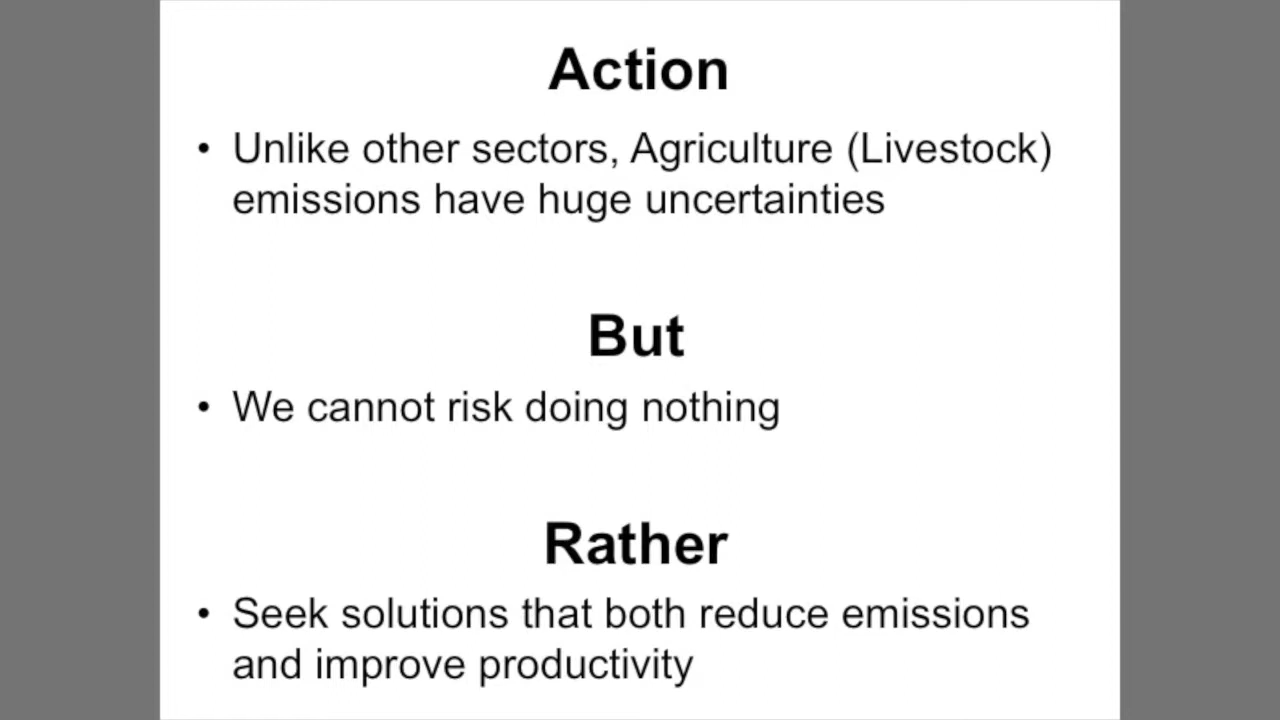 Action
• Unlike other sectors, Agriculture (Livestock)
emissions have huge uncertainties
But
• We cannot risk doing nothing
Rather
• Seek solutions that both reduce emissions
and improve productivity